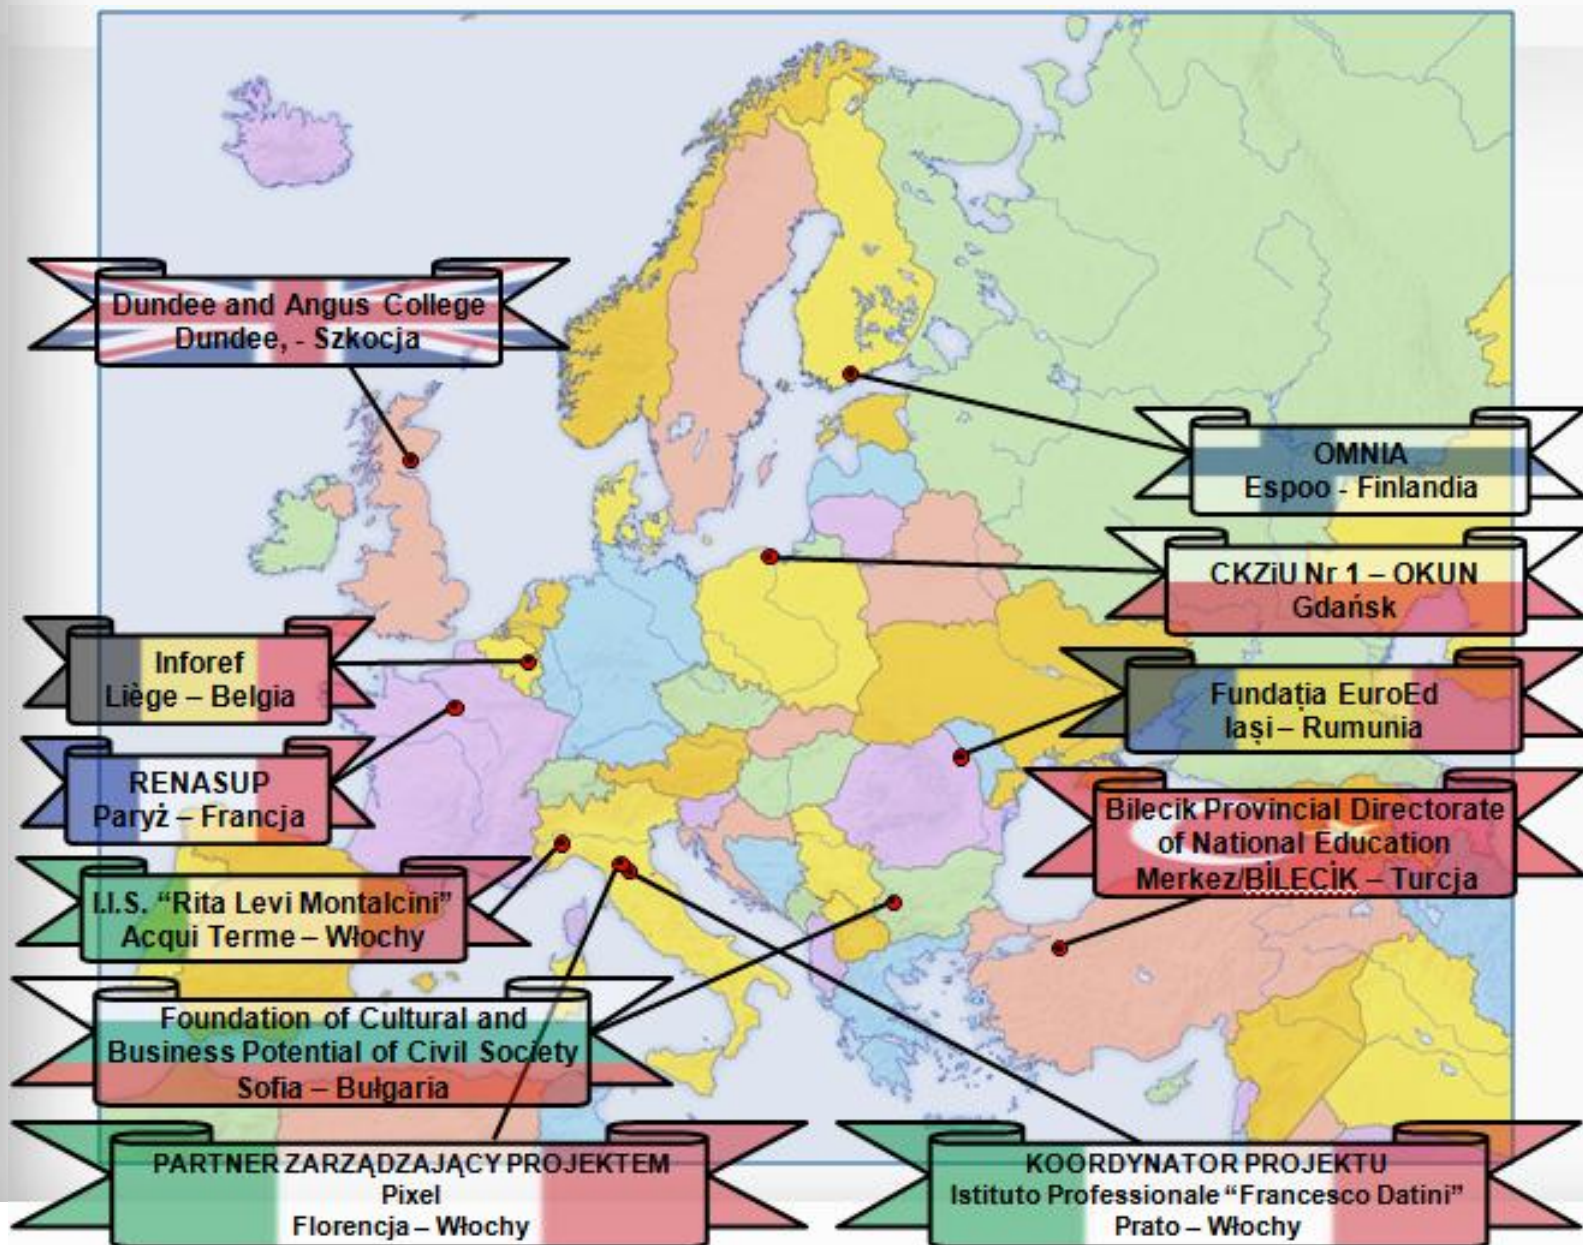 Dundee and Angus College
Dundee, - Szkocja
OMNIA
Espoo - Finlandia
CKZiU Nr 1 – OKUN
Gdańsk
Inforef
Liège – Belgia
Fundația EuroEd
Iași – Rumunia
RENASUP
Paryż – Francja
Bilecik Provincial Directorate
of National Education
Merkez/BİLECİK – Turcja
I.I.S. “Rita Levi Montalcini”
Acqui Terme – Włochy
Foundation of Cultural and
Business Potential of Civil Society
Sofia – Bułgaria
PARTNER ZARZĄDZAJĄCY PROJEKTEM
Pixel
Florencja – Włochy
KOORDYNATOR PROJEKTU
Istituto Professionale “Francesco Datini”
Prato – Włochy